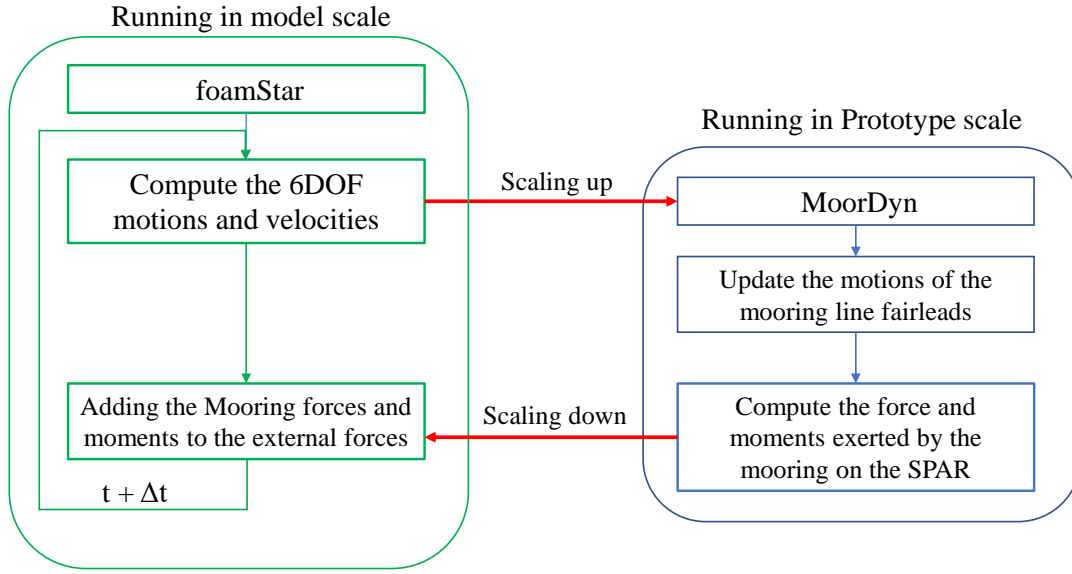 Running in model scale
foamStar
Compute the 6DOF
motions and velocities
Adding the Mooring forces and
moments to the external forces
t + Δt
Scaling up
Scaling down
Running in Prototype scale
MoorDyn
Update the motions of the
mooring line fairleads
Compute the force and
moments exerted by the
mooring on the SPAR